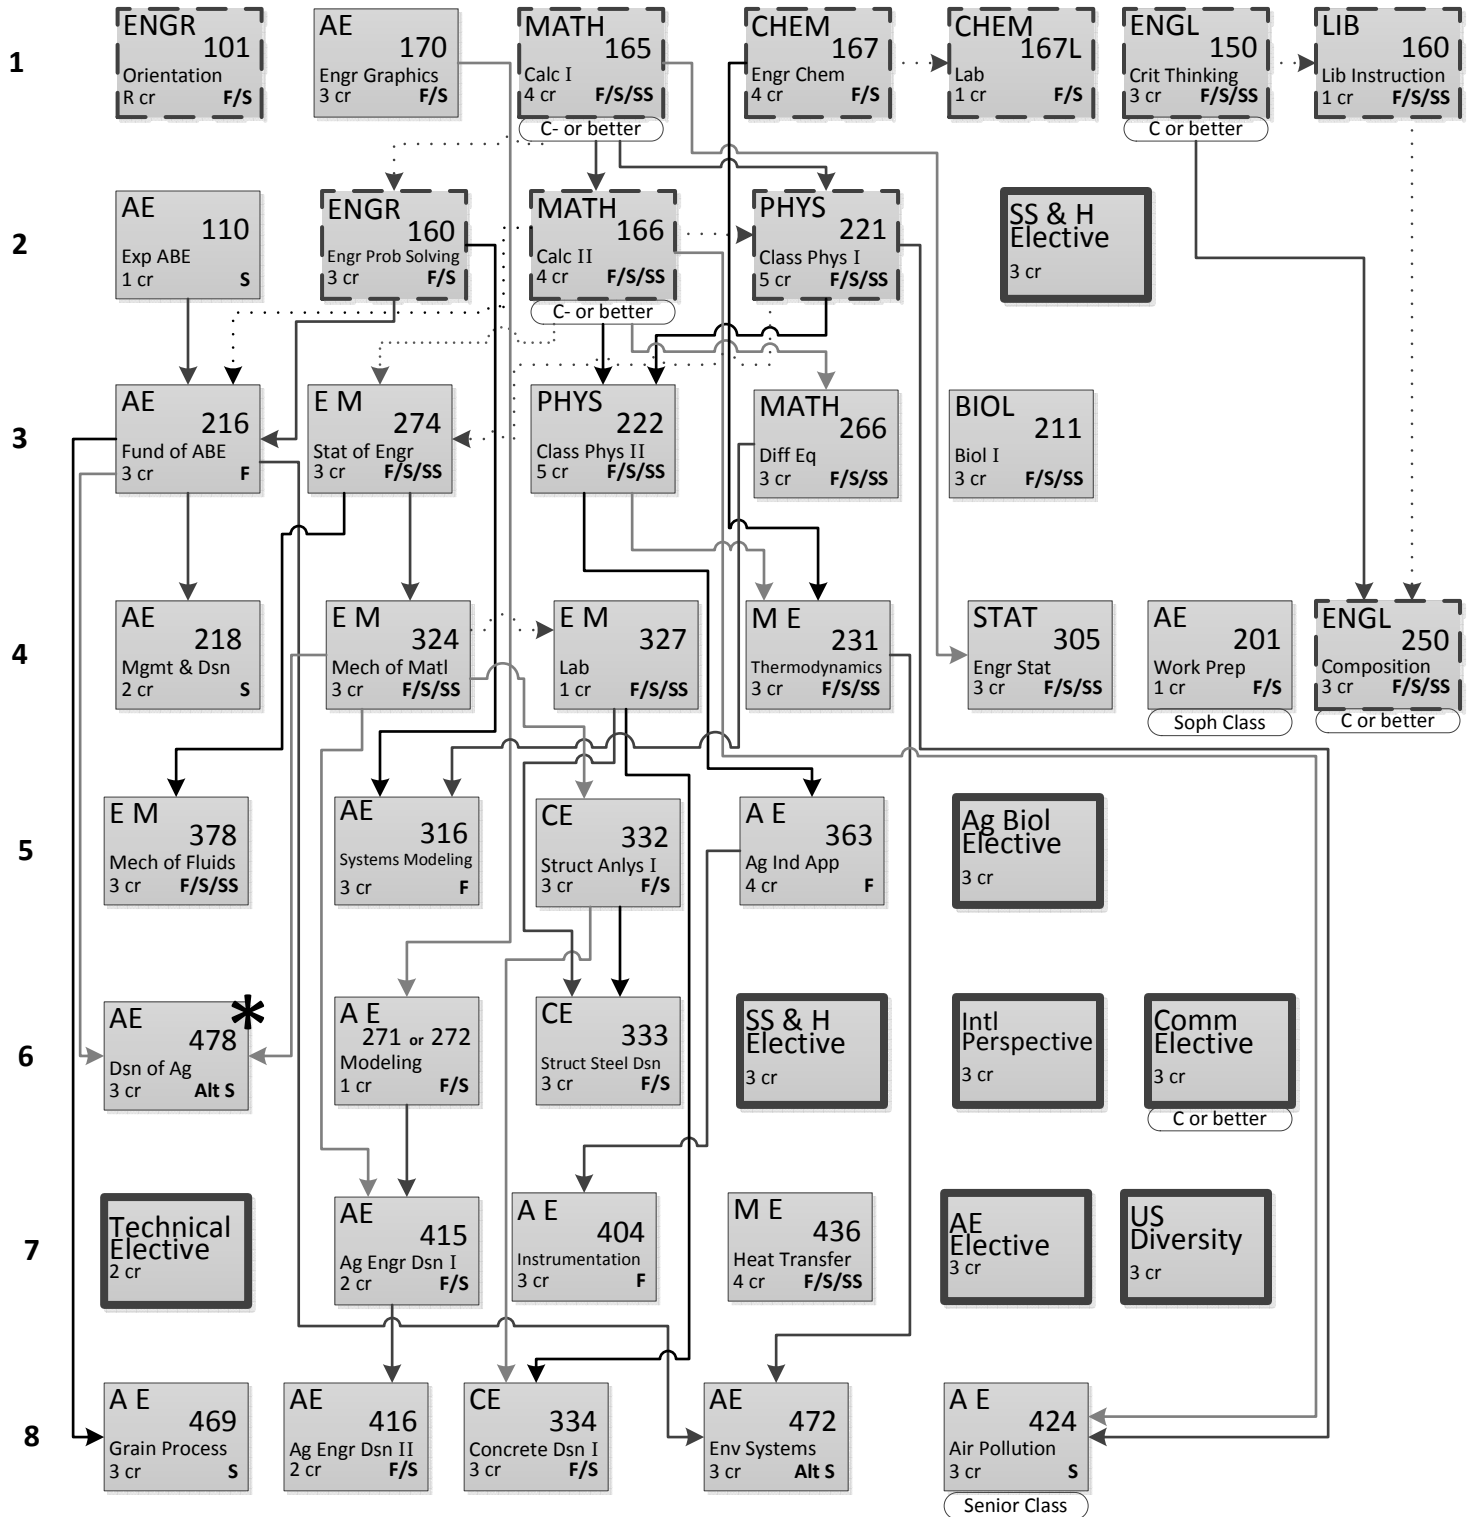 1
ENGR
101
Orientation
R cr F/S
AE
170
Engr Graphics
3 cr F/S
MATH
165
Calc I
4 cr F/S/SS
C- or better
CHEM
167
Engr Chem
4 cr F/S
CHEM
167L
Lab
1 cr F/S
ENGL
150
Crit Thinking
3 cr F/S/SS
C or better
LIB
160
Lib Instruction
1 cr F/S/SS
2
AE
110
Exp ABE
1 cr S
ENGR
160
Engr Prob Solving
3 cr F/S
MATH
166
Calc II
4 cr F/S/SS
C- or better
PHYS
221
Class Phys I
5 cr F/S/SS
SS & H
Elective
3 cr
3
AE
216
Fund of ABE
3 cr F
E M
274
Stat of Engr
3 cr F/S/SS
PHYS
222
Class Phys II
5 cr F/S/SS
MATH
266
Diff Eq
3 cr F/S/SS
BIOL
211
Biol I
3 cr F/S/SS
4
AE
218
Mgmt & Dsn
2 cr S
E M
324
Mech of Matl
3 cr F/S/SS
E M
327
Lab
1 cr F/S/SS
M E
231
Thermodynamics
3 cr F/S/SS
STAT
305
Engr Stat
3 cr F/S/SS
AE
201
Work Prep
1 cr F/S
Soph Class
ENGL
250
Composition
3 cr F/S/SS
C or better
5
E M
378
Mech of Fluids
3 cr F/S/SS
AE
316
Systems Modeling
3 cr F
CE
332
Struct Anlys I
3 cr F/S
A E
363
Ag Ind App
4 cr F
Ag Biol
Elective
3 cr
6
AE *
478
Dsn of Ag
3 cr Alt S
A E
271 or 272
Modeling
1 cr F/S
CE
333
Struct Steel Dsn
3 cr F/S
SS & H
Elective
3 cr
Intl
Perspective
3 cr
Comm
Elective
3 cr
C or better
7
Technical
Elective
2 cr
AE
415
Ag Engr Dsn I
2 cr F/S
A E
404
Instrumentation
3 cr F
M E
436
Heat Transfer
4 cr F/S/SS
AE
Elective
3 cr
US
Diversity
3 cr
8
A E
469
Grain Process
3 cr S
AE
416
Ag Engr Dsn II
2 cr F/S
CE
334
Concrete Dsn I
3 cr F/S
AE
472
Env Systems
3 cr Alt S
A E
424
Air Pollution
3 cr S
Senior Class